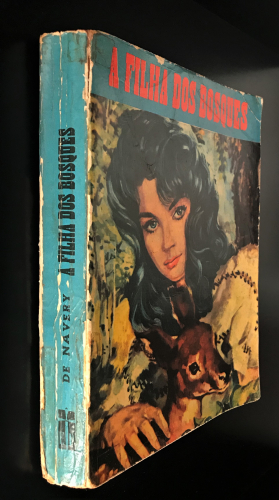 A FILHA DOS BOSQUES
DE NAVERY - A FILHA DOS BOSQUES